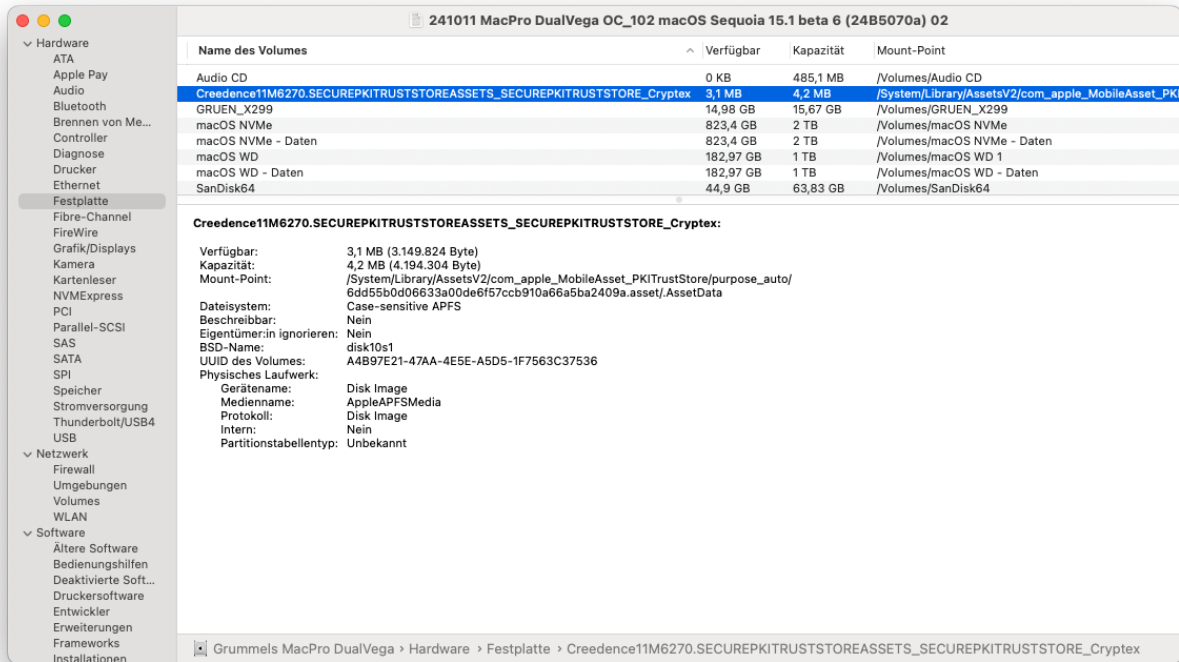 241011 MacPro DualVega OC_102 macOS Sequoia 15.1 beta 6 (24B5070a) 02
Hardware
ATA
Apple Pay
Audio
Bluetooth
Brennen von Me...
Controller
Diagnose
Drucker
Ethernet
Festplatte
Fibre-Channel
FireWire
Grafik/Displays
Kamera
Kartenleser
NVMExpress
PCI
Parallel-SCSI
SAS
SATA
SPI
Speicher
Stromversorgung
Thunderbolt/USB4
USB
Netzwerk
Firewall
Umgebungen
Volumes
WLAN
Software
Ältere Software
Bedienungshilfen
Deaktivierte Soft...
Druckersoftware
Entwickler
Erweiterungen
Frameworks
Installationen
Name des Volumes Verfügbar Kapazität Mount-Point
Audio CD 0 KB 485,1 MB /Volumes/Audio CD
Creedence11M6270.SECUREPKITRUSTSTOREASSETS_SECUREPKITRUSTSTORE_Cryptex 3,1 MB 4,2 MB /System/Library/AssetsV2/com_apple_MobileAsset_PKI
GRUEN_X299 14,98 GB 15,67 GB /Volumes/GRUEN_X299
macOS NVMe 823,4 GB 2 TB /Volumes/macOS NVMe
macOS NVMe - Daten 823,4 GB 2 TB /Volumes/macOS NVMe - Daten
macOS WD 182,97 GB 1 TB /Volumes/macOS WD 1
macOS WD - Daten 182,97 GB 1 TB /Volumes/macOS WD - Daten
SanDisk64 44,9 GB 63,83 GB /Volumes/SanDisk64
Creedence11M6270.SECUREPKITRUSTSTOREASSETS_SECUREPKITRUSTSTORE_Cryptex:
Verfügbar: 3,1 MB (3.149.824 Byte)
Kapazität: 4,2 MB (4.194.304 Byte)
Mount-Point: /System/Library/AssetsV2/com_apple_MobileAsset_PKITrustStore/purpose_auto/
6dd55b0d06633a00de6f57ccb910a66a5ba2409a.asset/.AssetData
Dateisystem: Case-sensitive APFS
Beschreibbar: Nein
Eigentümer:in ignorieren: Nein
BSD-Name: disk10s1
UUID des Volumes: A4B97E21-47AA-4E5E-A5D5-1F7563C37536
Physisches Laufwerk:
Gerätename: Disk Image
Medienname: AppleAPFSMedia
Protokoll: Disk Image
Intern: Nein
Partitionstabellentyp: Unbekannt
Grummels MacPro DualVega › Hardware › Festplatte › Creedence11M6270.SECUREPKITRUSTSTOREASSETS_SECUREPKITRUSTSTORE_Cryptex